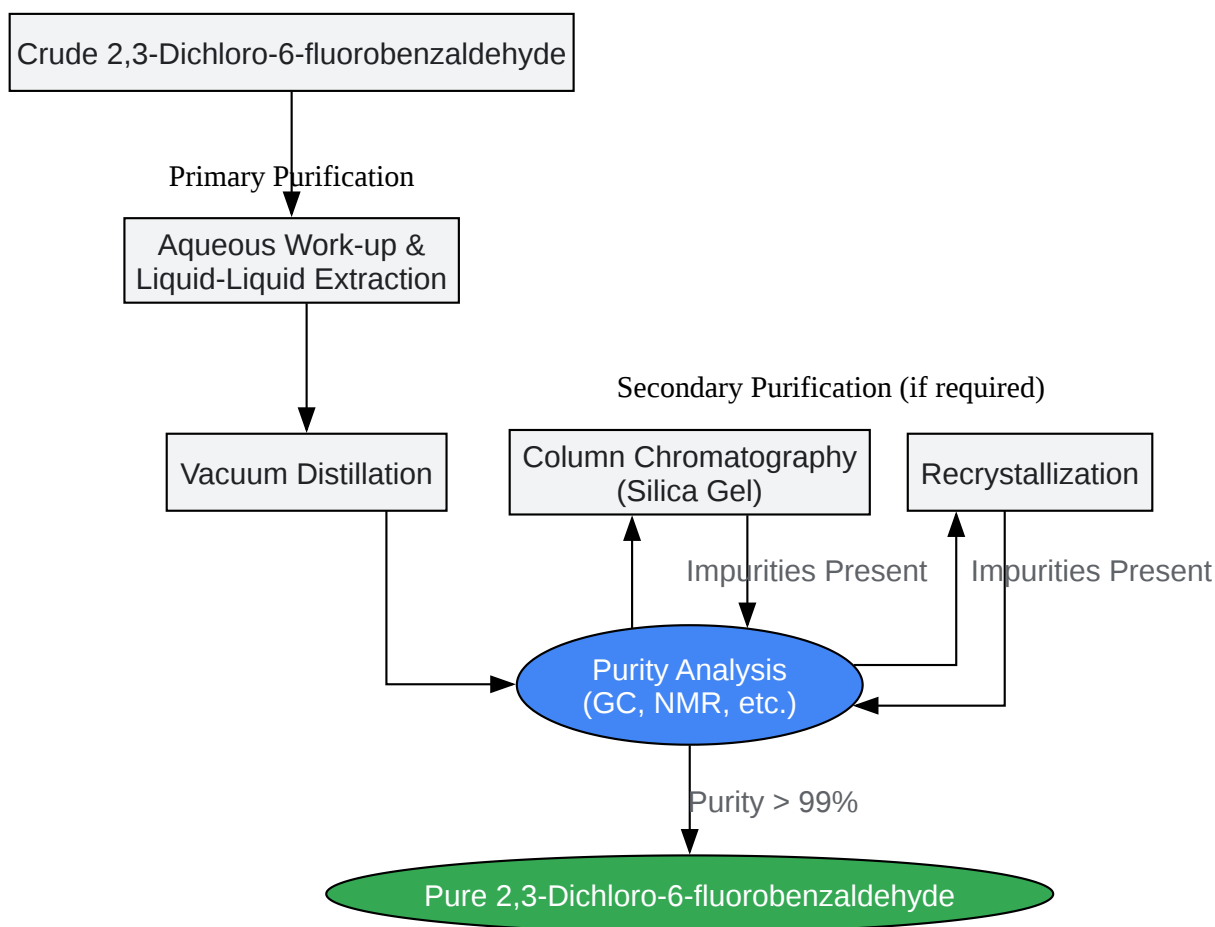 Crude 2,3-Dichloro-6-fluorobenzaldehyde
Primary Purification
Aqueous Work-up &
Liquid-Liquid Extraction
Secondary Purification (if required)
Vacuum Distillation
Column Chromatography
(Silica Gel)
Recrystallization
Impurities Present
Impurities Present
Purity Analysis
(GC, NMR, etc.)
Purity > 99%
Pure 2,3-Dichloro-6-fluorobenzaldehyde